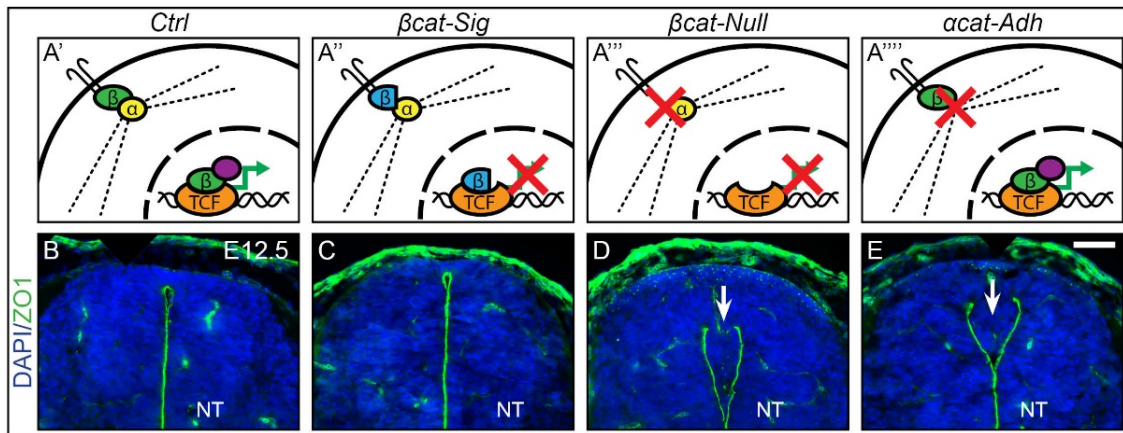 Ctrl βcat-Sig βcat-Null αcat-Adh
A' A'' A''' A''''
β α β α α β
β TCF β TCF TCF β TCF
DAPI/ZO1
B E12.5 C D E
NT NT NT NT